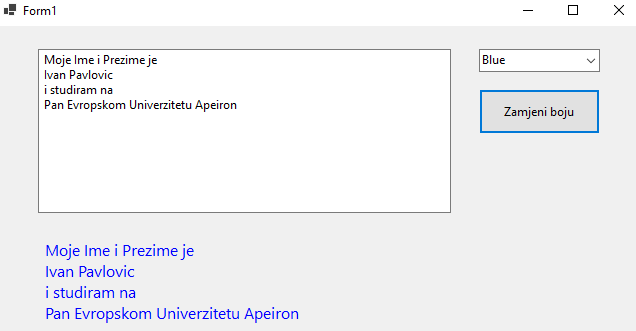 Form1
Moje Ime i Prezime je
Ivan Pavlovic
i studiram na
Pan Evropskom Univerzitetu Apeiron
Blue
Zamjeni boju
Moje Ime i Prezime je
Ivan Pavlovic
i studiram na
Pan Evropskom Univerzitetu Apeiron